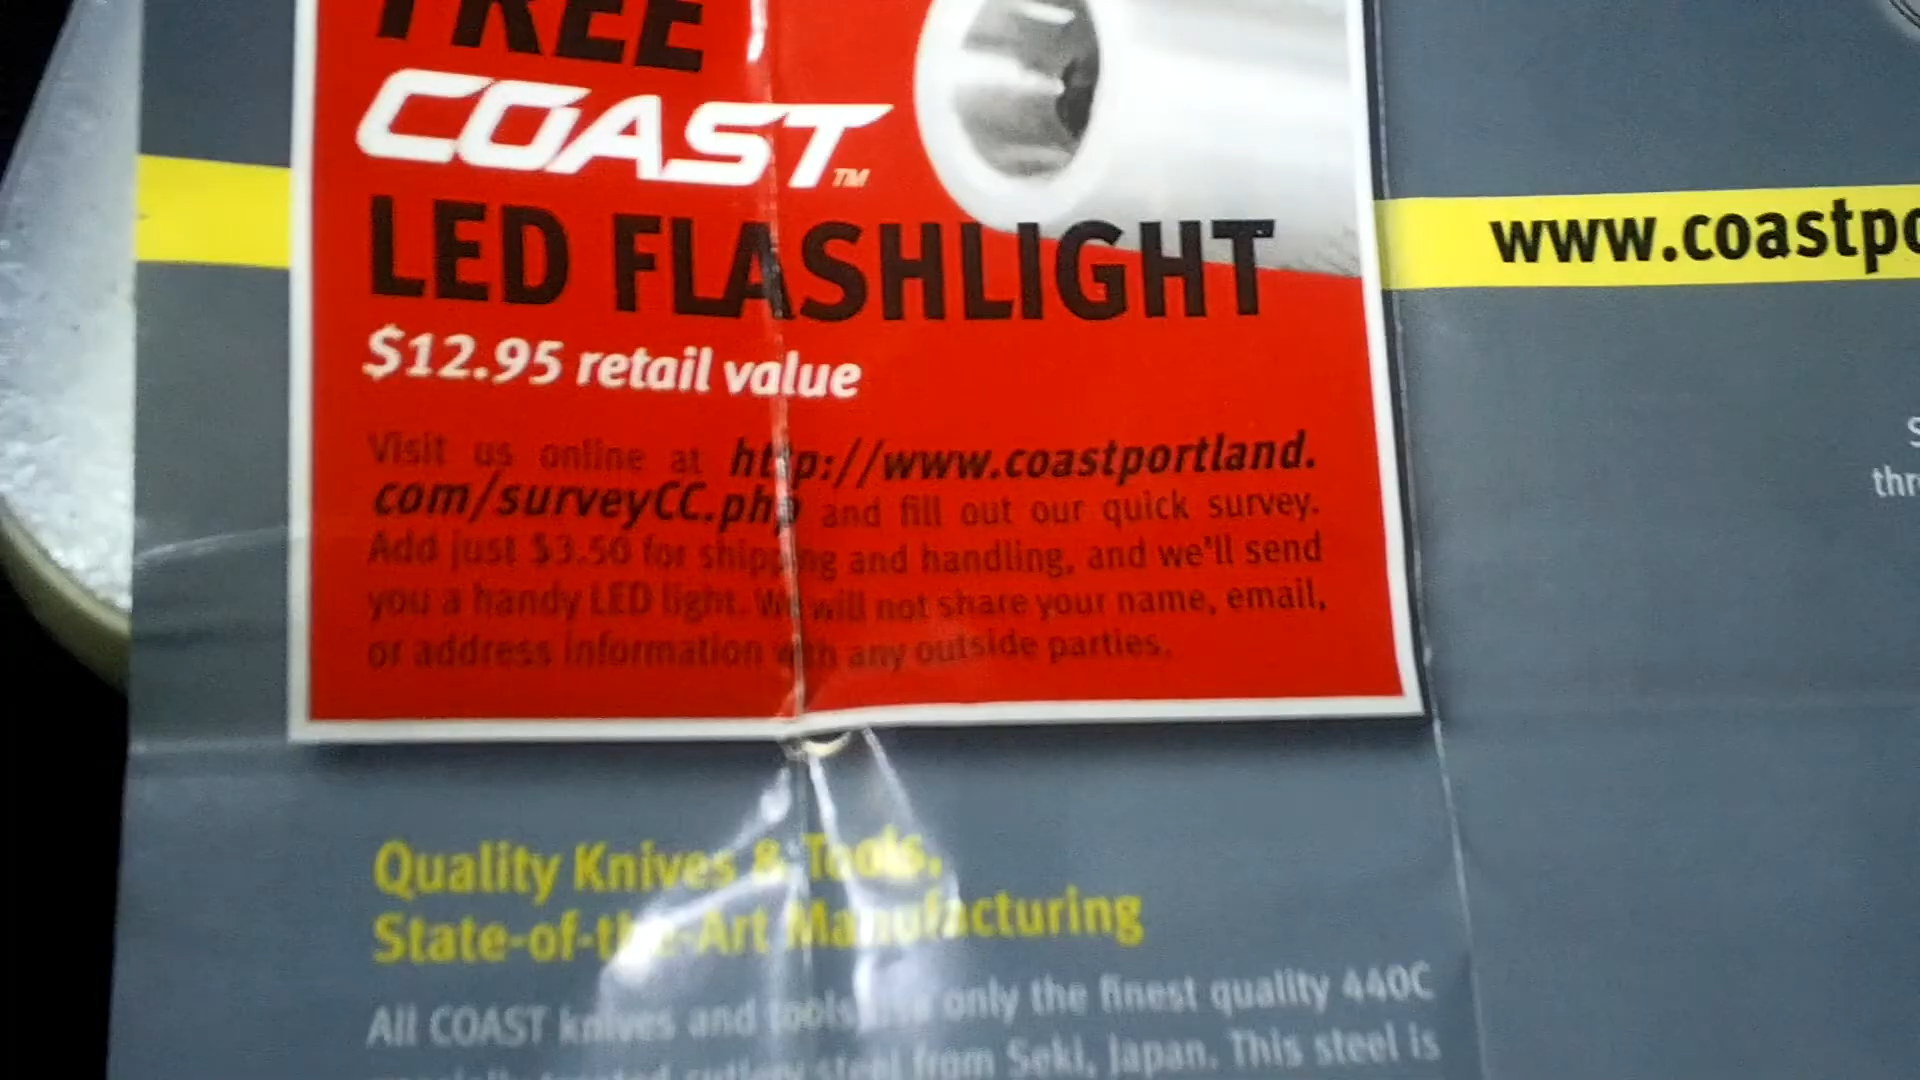 FREE
COAST™
LED FLASHLIGHT
$12.95 retail value
Visit us online at http://www.coastportland.
com/surveyCC.php and fill out our quick survey.
Add just $3.50 for shipping and handling, and we'll send
you a handy LED light. We will not share your name, email,
or address information with any outside parties.
www.coastpo
Quality Knives & Tools,
State-of-the-Art Manufacturing
All COAST knives and tools only the finest quality 440C
cutlery steel from Seki, Japan. This steel is